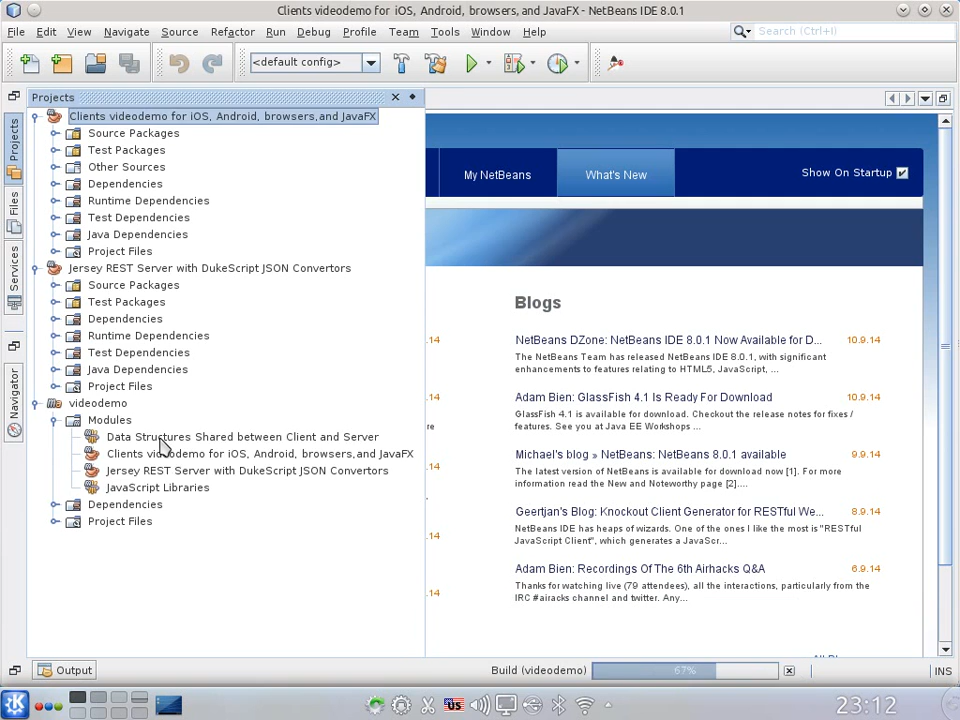 Clients videodemo for iOS, Android, browsers, and JavaFX - NetBeans IDE 8.0.1
File Edit View Navigate Source Refactor Run Debug Profile Team Tools Window Help
Search (Ctrl+I)
<default config>
Projects
Files
Services
Navigator
Projects
Clients videodemo for iOS, Android, browsers,and JavaFX
Source Packages
Test Packages
Other Sources
Dependencies
Runtime Dependencies
Test Dependencies
Java Dependencies
Project Files
Jersey REST Server with DukeScript JSON Convertors
Source Packages
Test Packages
Dependencies
Runtime Dependencies
Test Dependencies
Java Dependencies
Project Files
videodemo
Modules
Data Structures Shared between Client and Server
Clients videodemo for iOS, Android, browsers,and JavaFX
Jersey REST Server with DukeScript JSON Convertors
JavaScript Libraries
Dependencies
Project Files
My NetBeans
What's New
Show On Startup
Blogs
.14
NetBeans DZone: NetBeans IDE 8.0.1 Now Available for D... 10.9.14
The NetBeans Team has released NetBeans IDE 8.0.1, with significant
enhancements to features relating to HTML5, JavaScript, ...
.14
Adam Bien: GlassFish 4.1 Is Ready For Download 10.9.14
GlassFish 4.1 is available for download. Checkout the release notes for fixes /
features. See you at Java EE Workshops ...
re
.14
Michael's blog » NetBeans: NetBeans 8.0.1 available 9.9.14
The latest version of NetBeans is available for download now [1]. For more
information read the New and Noteworthy page [2]....
Geertjan's Blog: Knockout Client Generator for RESTful We... 8.9.14
NetBeans IDE has heaps of wizards. One of the ones I like the most is "RESTful
JavaScript Client", which generates a JavaScr...
.14
Adam Bien: Recordings Of The 6th Airhacks Q&A 6.9.14
Thanks for watching live (79 attendees), all the interactions, particularly from the
IRC #airacks channel and twitter. Any...
.14
Output
Build (videodemo) 67%
INS
US
23:12